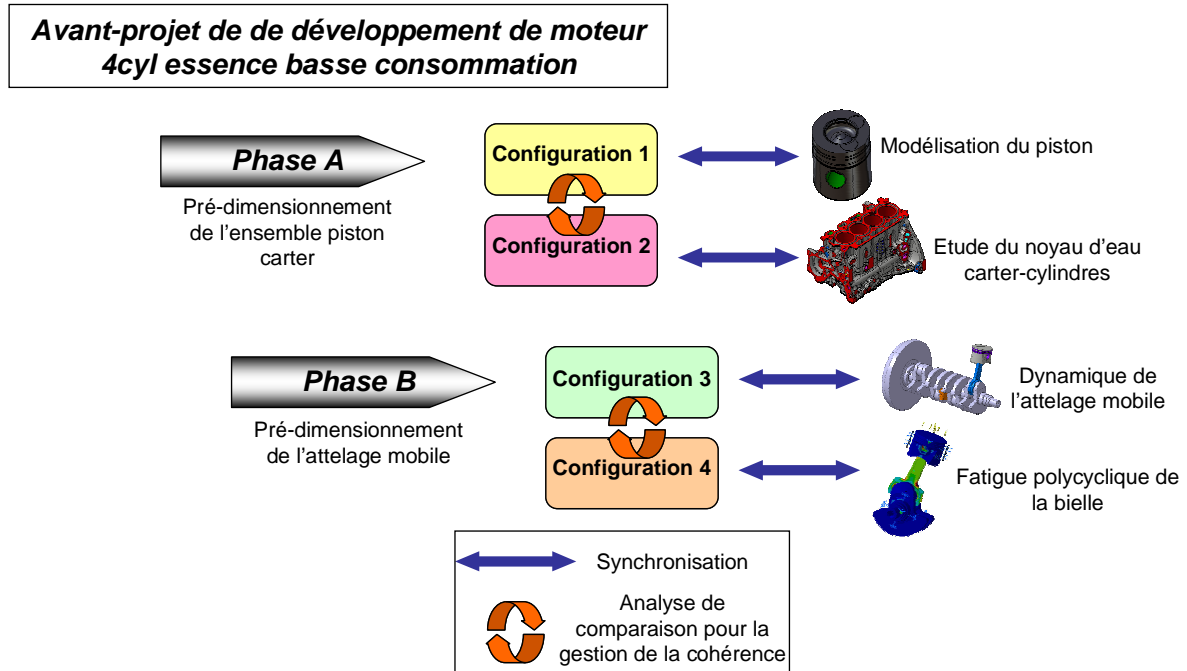 Avant-projet de de développement de moteur
4cyl essence basse consommation
Phase A
Pré-dimensionnement
de l'ensemble piston
carter
Configuration 1
Configuration 2
Modélisation du piston
Etude du noyau d'eau
carter-cylindres
Phase B
Pré-dimensionnement
de l'attelage mobile
Configuration 3
Configuration 4
Dynamique de
l'attelage mobile
Fatigue polycyclique de
la bielle
Synchronisation
Analyse de
comparaison pour la
gestion de la cohérence